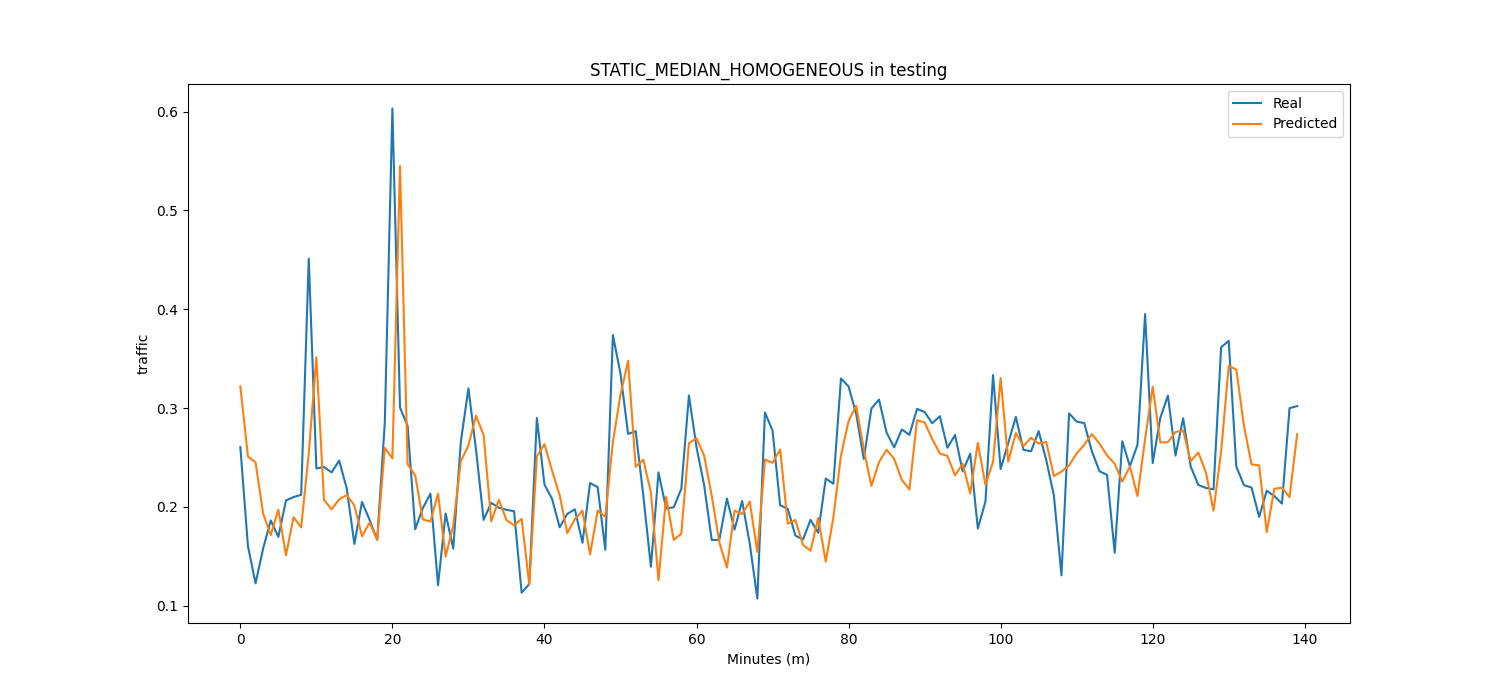 STATIC_MEDIAN_HOMOGENEOUS in testing
Real
Predicted
traffic
0.6
0.5
0.4
0.3
0.2
0.1
0 20 40 60 80 100 120 140
Minutes (m)